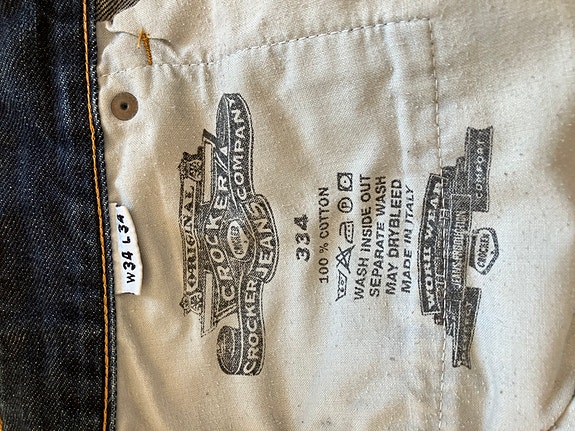 W34 L34
ORIGINAL
CROCKER
COMPANY
CROCKER
CROCKER JEANS
334
100 % COTTON
WASH INSIDE OUT
SEPARATE WASH
MAY DRYBLEED
MADE IN ITALY
WORK WEAR
COMFORT
CROCKER